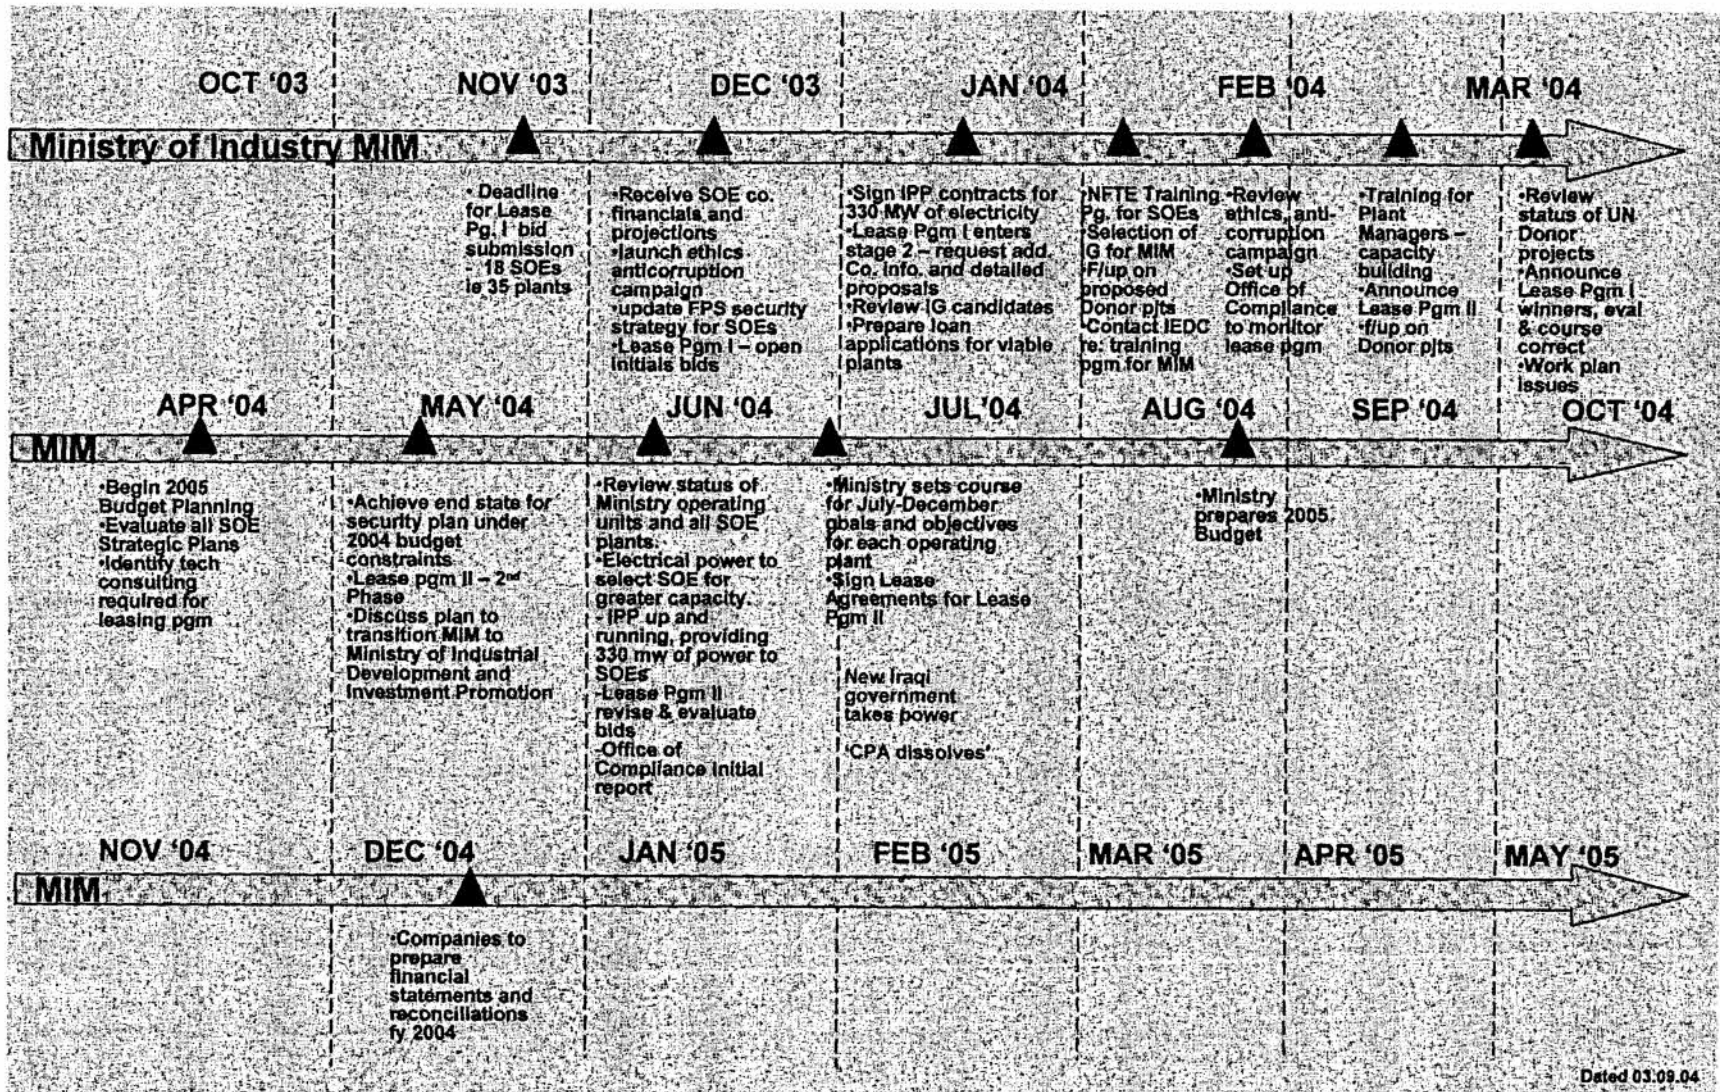 OCT '03 NOV '03 DEC '03 JAN '04 FEB '04 MAR '04
Ministry of Industry MIM
• Deadline
for Lease
Pg. I bid
submission
- 18 SOEs
ie 35 plants
•Receive SOE co.
financials and
projections
•launch ethics
anticorruption
campaign
•update FPS security
strategy for SOEs
•Lease Pgm I – open
initials bids
•Sign IPP contracts for
330 MW of electricity
•Lease Pgm I enters
stage 2 – request add.
Co. info. and detailed
proposals
•Review IG candidates
•Prepare loan
applications for viable
plants
•NFTE Training
Pg. for SOEs
•Selection of
IG for MIM
•F/up on
proposed
Donor pjts
•Contact IEDC
re: training
pgm for MIM
•Review
ethics, anti-
corruption
campaign
•Set up
Office of
Compliance
to monitor
lease pgm
•Training for
Plant
Managers –
capacity
building
•Announce
Lease Pgm II
•f/up on
Donor pjts
•Review
status of UN
Donor
projects
•Announce
Lease Pgm I
winners, eval
& course
correct
•Work plan
issues
APR '04 MAY '04 JUN '04 JUL'04 AUG '04 SEP '04 OCT '04
MIM
•Begin 2005
Budget Planning
•Evaluate all SOE
Strategic Plans
•Identify tech
consulting
required for
leasing pgm
•Achieve end state for
security plan under
2004 budget
constraints
•Lease pgm II – 2nd
Phase
•Discuss plan to
transition MIM to
Ministry of Industrial
Development and
Investment Promotion
•Review status of
Ministry operating
units and all SOE
plants.
•Electrical power to
select SOE for
greater capacity.
- IPP up and
running, providing
330 mw of power to
SOEs
-Lease Pgm II
revise & evaluate
bids
-Office of
Compliance initial
report
•Ministry sets course
for July-December
goals and objectives
for each operating
plant
•Sign Lease
Agreements for Lease
Pgm II
New Iraqi
government
takes power
'CPA dissolves'
•Ministry
prepares 2005
Budget
NOV '04 DEC '04 JAN '05 FEB '05 MAR '05 APR '05 MAY '05
MIM
•Companies to
prepare
financial
statements and
reconcillations
fy 2004
Dated 03.09.04